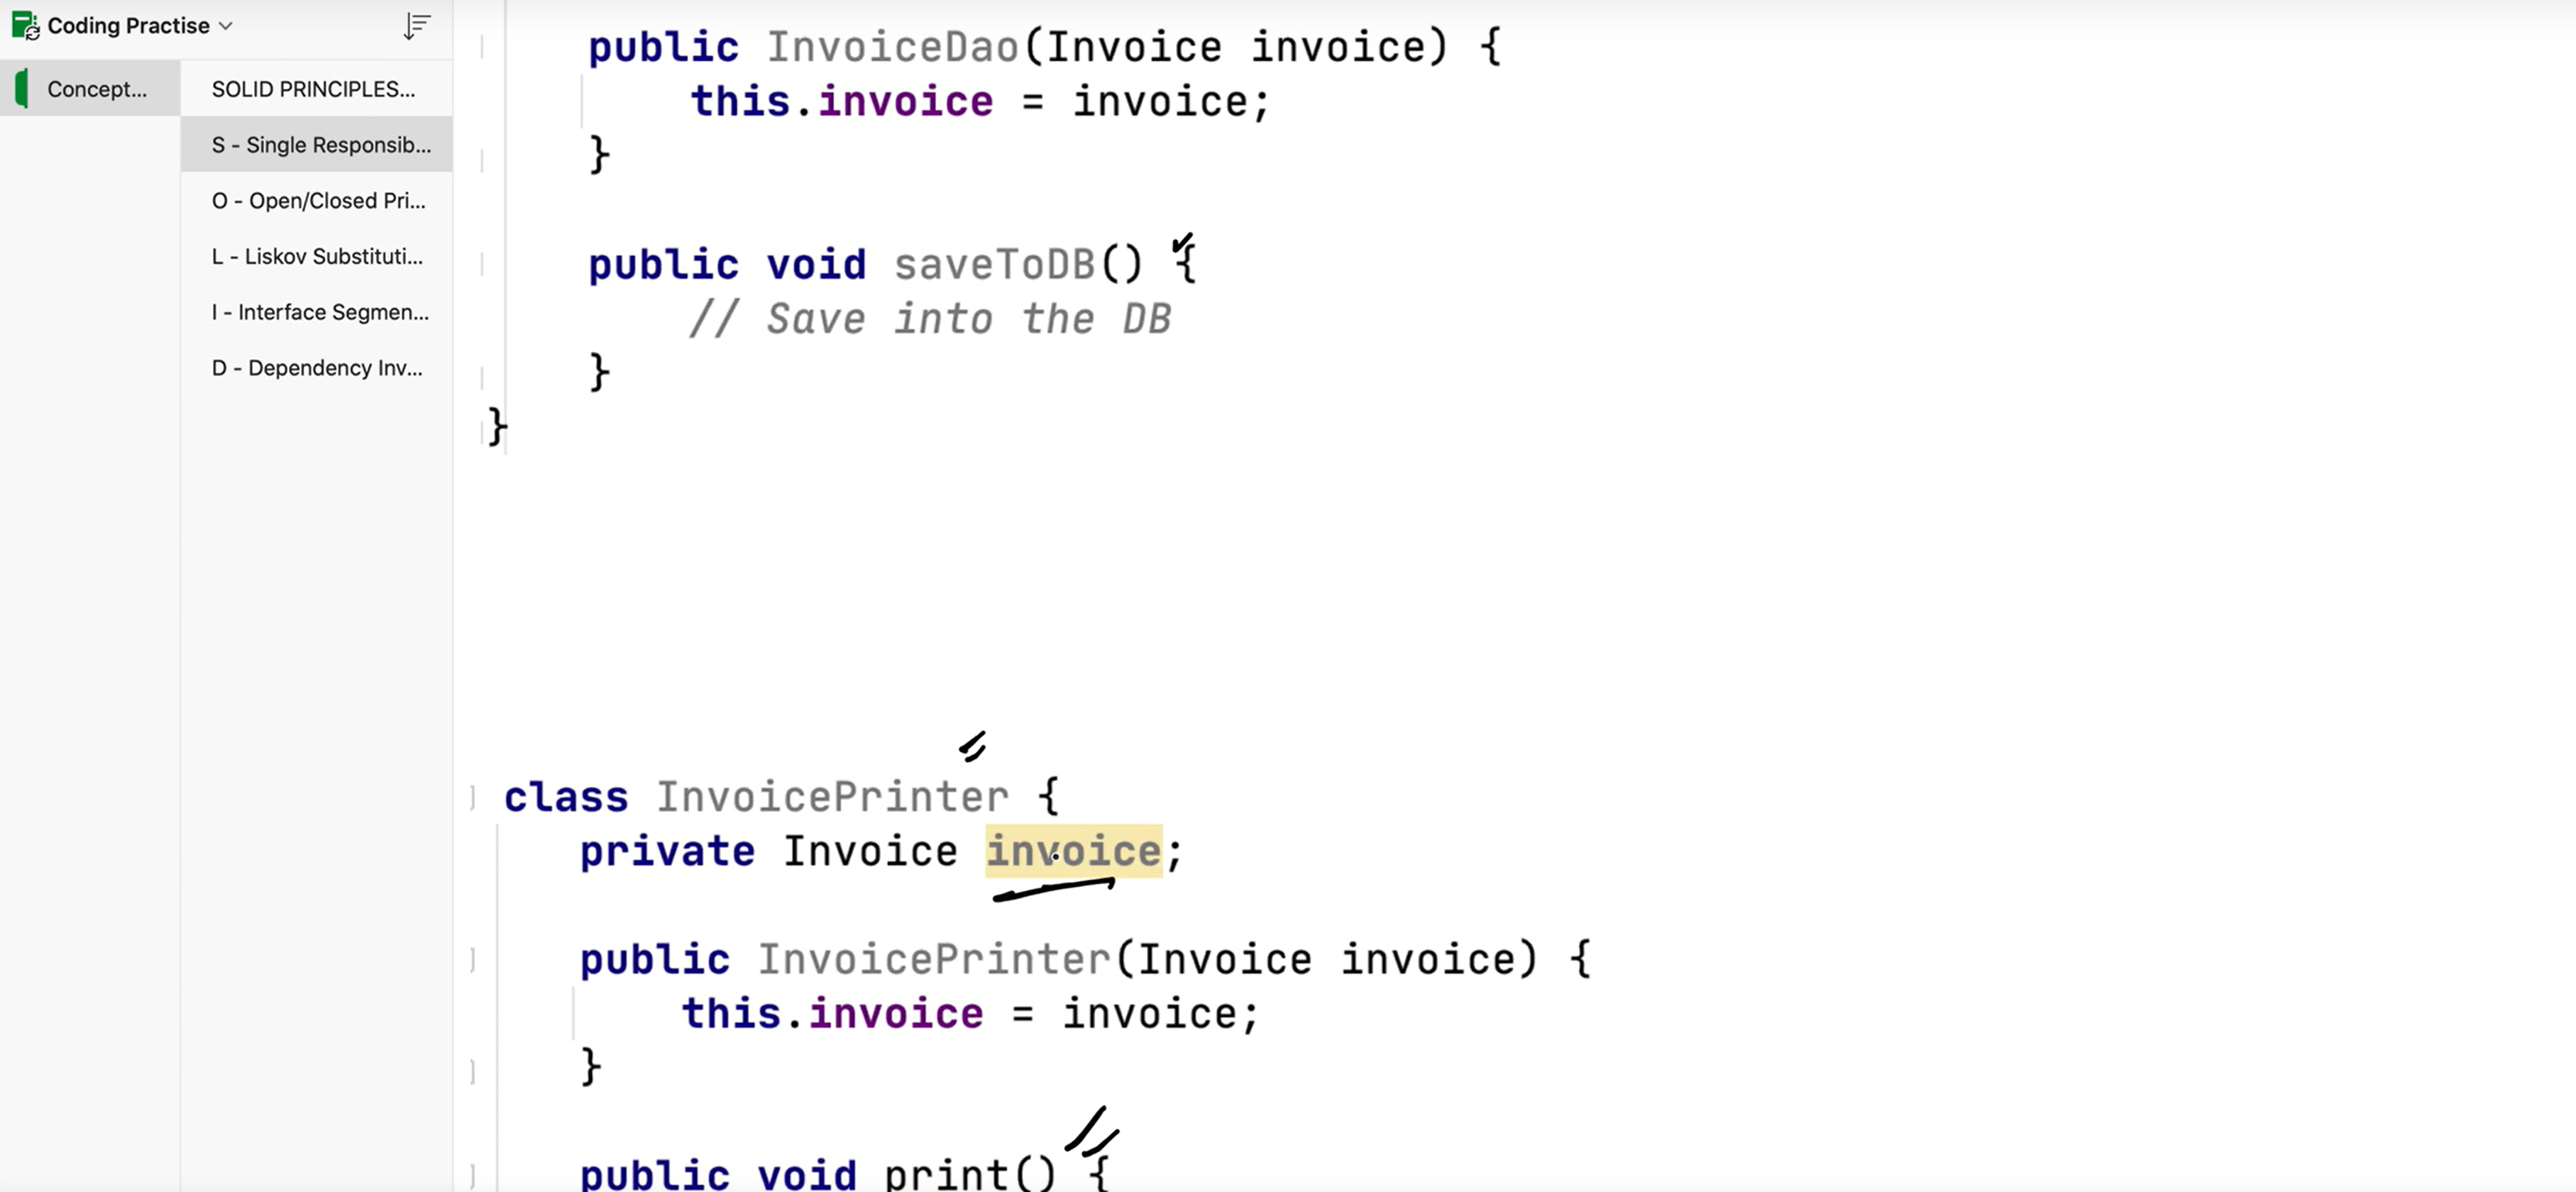 Coding Practise
Concept...
SOLID PRINCIPLES...
S - Single Responsib...
O - Open/Closed Pri...
L - Liskov Substituti...
I - Interface Segmen...
D - Dependency Inv...
public InvoiceDao(Invoice invoice) {
this.invoice = invoice;
}
public void saveToDB() {
// Save into the DB
}
}
class InvoicePrinter {
private Invoice invoice;
public InvoicePrinter(Invoice invoice) {
this.invoice = invoice;
}
public void print() {